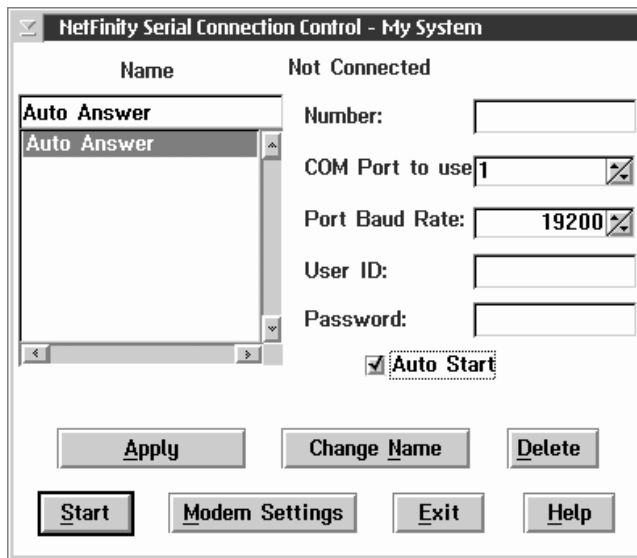 NetFinity Serial Connection Control - My System
Name
Not Connected
Auto Answer
Auto Answer
Number:
COM Port to use 1
Port Baud Rate: 19200
User ID:
Password:
Auto Start
Apply
Change Name
Delete
Start
Modem Settings
Exit
Help